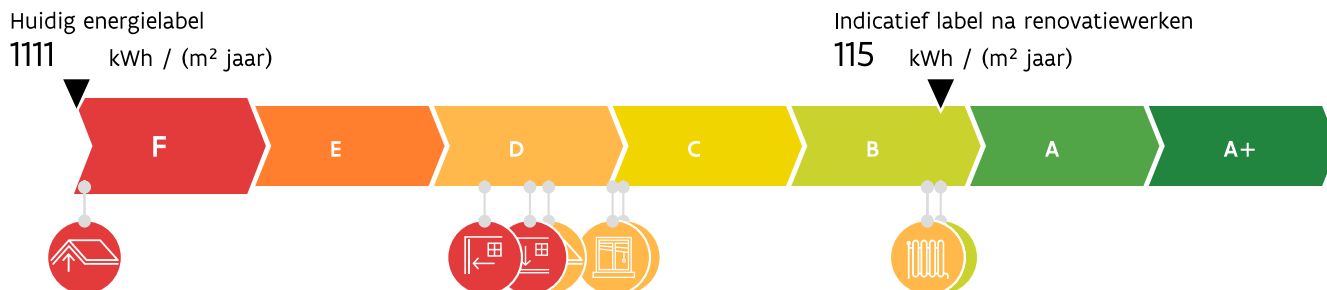 Huidig energielabel
1111 kWh / (m² jaar)
Indicatief label na renovatiewerken
115 kWh / (m² jaar)
F E D C B A A+